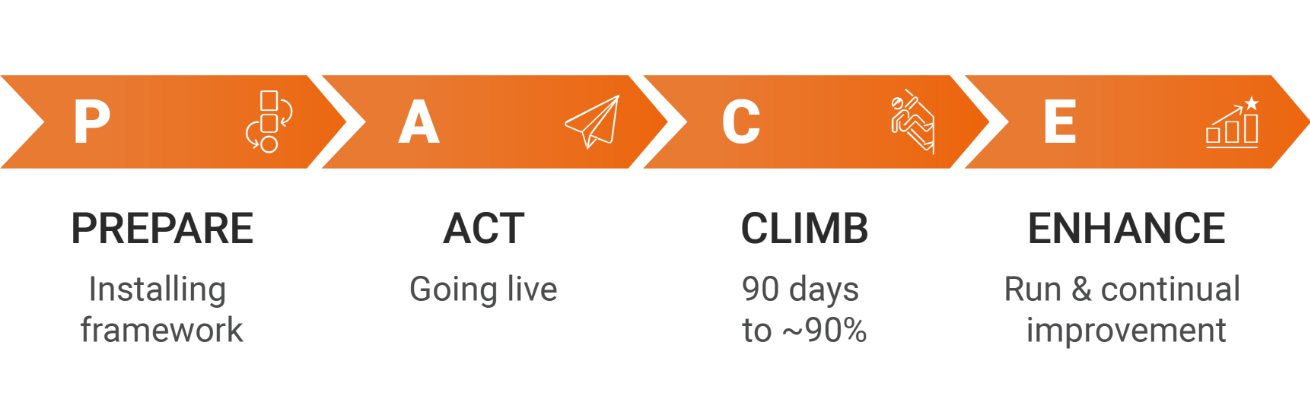 P
A
C
E
PREPARE
Installing
framework
ACT
Going live
CLIMB
90 days
to ~90%
ENHANCE
Run & continual
improvement